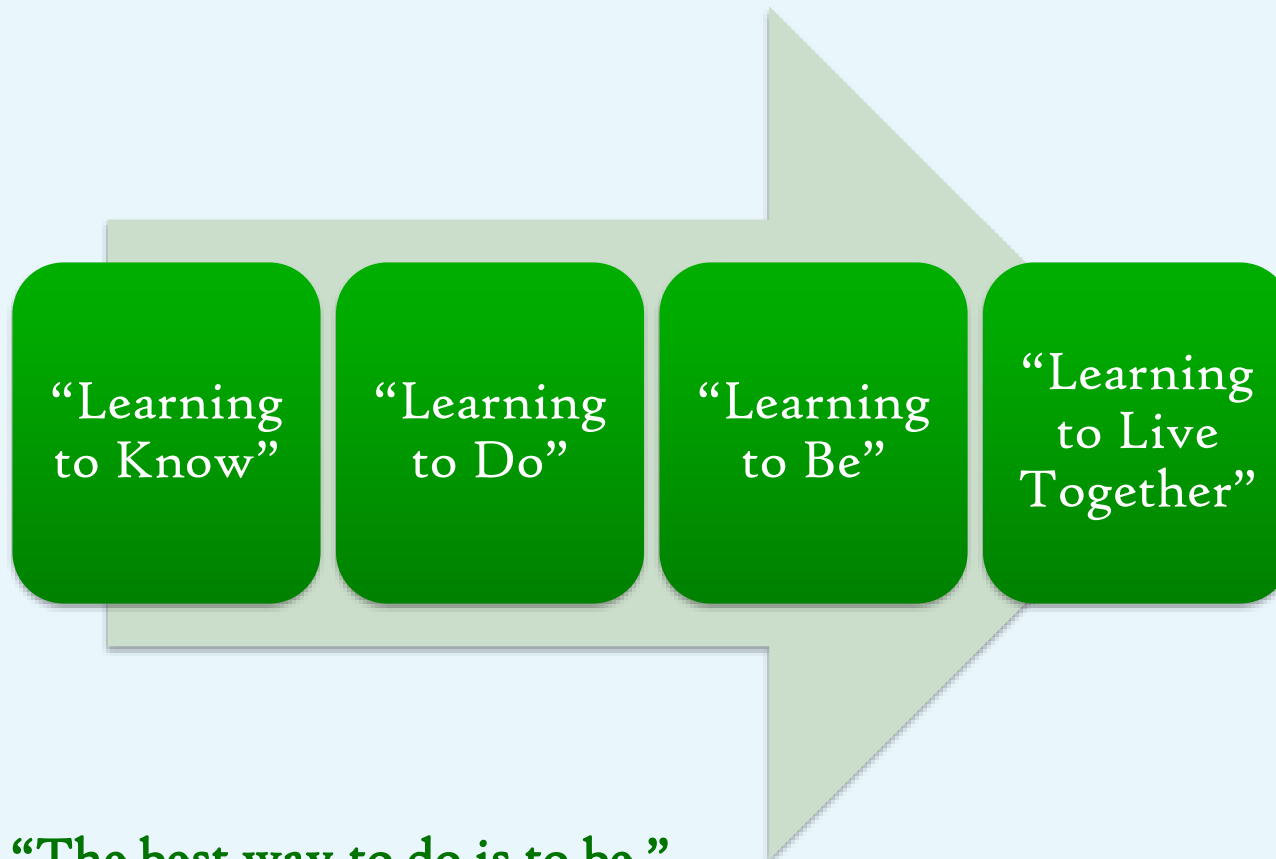 “Learning
to Know”
“Learning
to Do”
“Learning
to Be”
“Learning
to Live
Together”
“The best way to do is to be.”